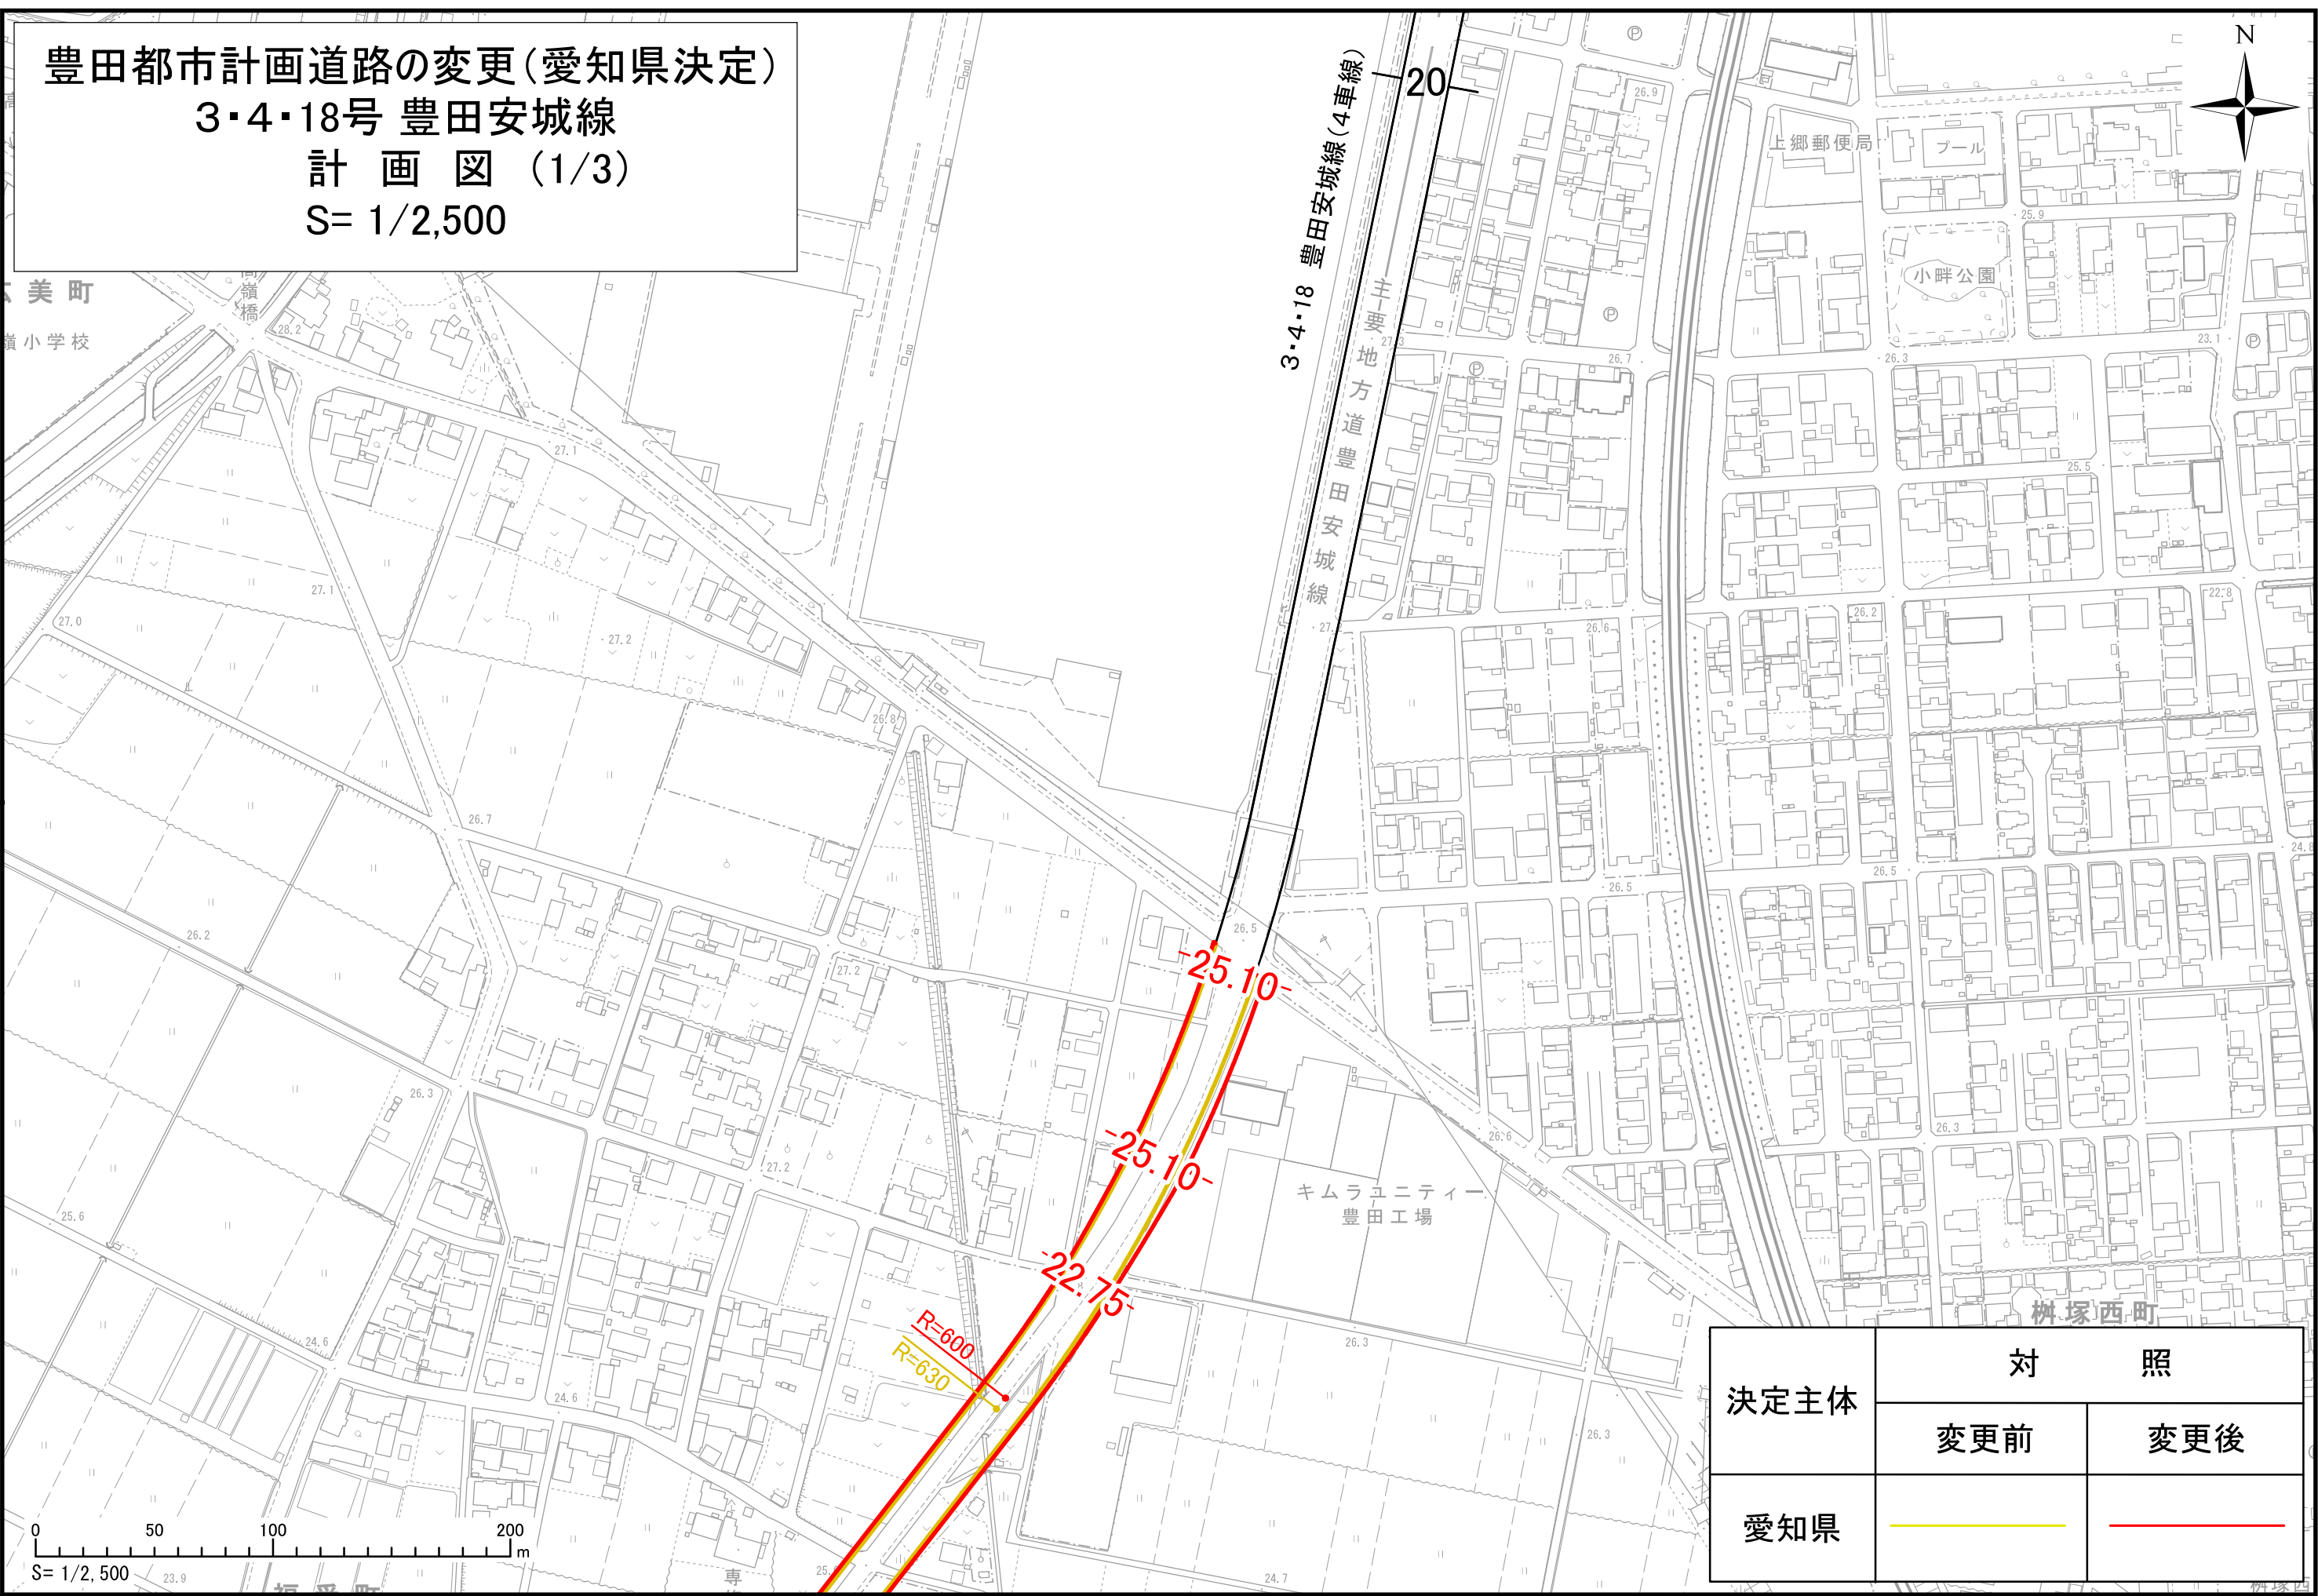 豊田都市計画道路の変更(愛知県決定)
3・4・18号 豊田安城線
計 画 図 (1/3)
S= 1/2,500
N
3・4・18 豊田安城線(4車線)
20
主要地方道豊田安城線
上郷郵便局
プール
小畔公園
美町
嶺橋
嶺小学校
28.2
27.1
27.1
27.0
27.2
26.8
26.7
26.2
26.3
25.6
24.6
24.6
27.2
27.2
26.9
25.9
26.7
26.3
23.1
25.5
26.6
26.2
22.8
26.5
26.5
24.8
26.5
26.6
26.3
26.3
26.3
24.7
23.9
25.10
25.10
22.75
R=600
R=630
キムラユニティー
豊田工場
桝塚西町
対 照
決定主体
変更前 変更後
愛知県
0 50 100 200
m
S= 1/2,500